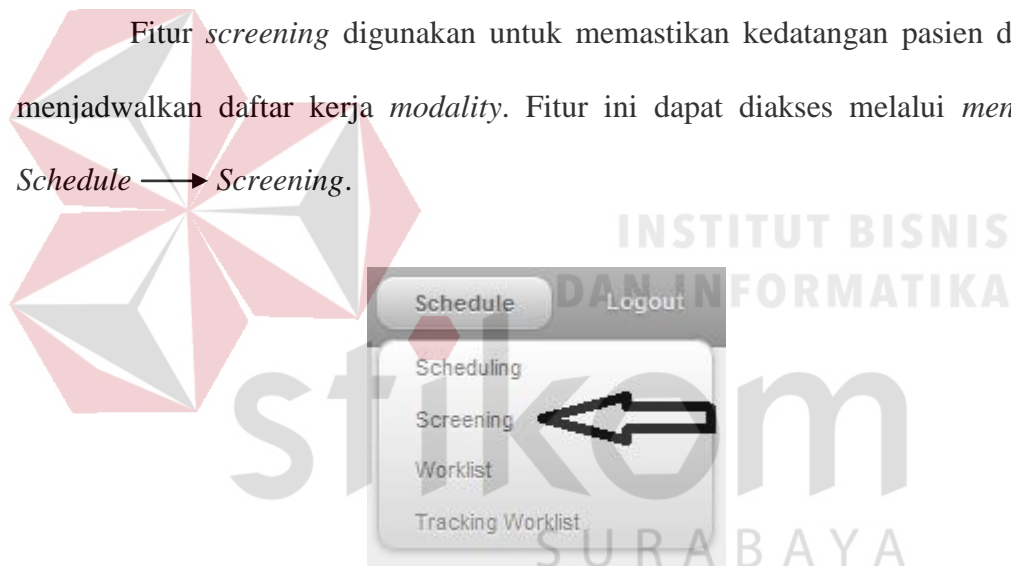 Fitur screening digunakan untuk memastikan kedatangan pasien d
menjadwalkan daftar kerja modality. Fitur ini dapat diakses melalui men
Schedule → Screening.
INSTITUT BISNIS
DAN INFORMATIKA
Schedule Logout
Scheduling
Screening
Worklist
Tracking Worklist
stikom
SURABAYA